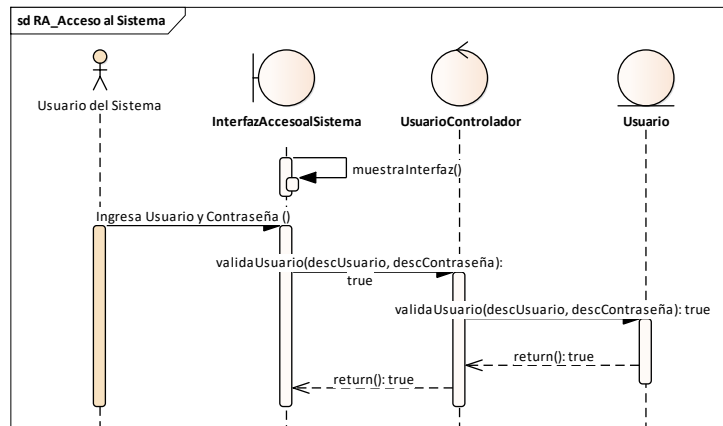 sd RA_Acceso al Sistema
Usuario del Sistema
InterfazAccesoalSistema
UsuarioControlador
Usuario
muestraInterfaz()
Ingresa Usuario y Contraseña ()
validaUsuario(descUsuario, descContraseña):
true
validaUsuario(descUsuario, descContraseña): true
return(): true
return(): true